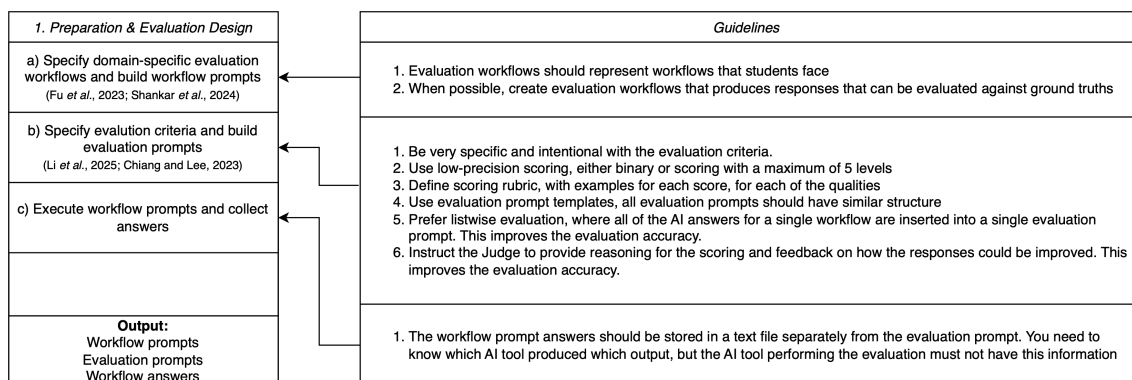 1. Preparation & Evaluation Design
a) Specify domain-specific evaluation
workflows and build workflow prompts
(Fu et al., 2023; Shankar et al., 2024)
b) Specify evalution criteria and build
evaluation prompts
(Li et al., 2025; Chiang and Lee, 2023)
c) Execute workflow prompts and collect
answers
Output:
Workflow prompts
Evaluation prompts
Workflow answers
Guidelines
1. Evaluation workflows should represent workflows that students face
2. When possible, create evaluation workflows that produces responses that can be evaluated against ground truths
1. Be very specific and intentional with the evaluation criteria.
2. Use low-precision scoring, either binary or scoring with a maximum of 5 levels
3. Define scoring rubric, with examples for each score, for each of the qualities
4. Use evaluation prompt templates, all evaluation prompts should have similar structure
5. Prefer listwise evaluation, where all of the AI answers for a single workflow are inserted into a single evaluation
prompt. This improves the evaluation accuracy.
6. Instruct the Judge to provide reasoning for the scoring and feedback on how the responses could be improved. This
improves the evaluation accuracy.
1. The workflow prompt answers should be stored in a text file separately from the evaluation prompt. You need to
know which AI tool produced which output, but the AI tool performing the evaluation must not have this information